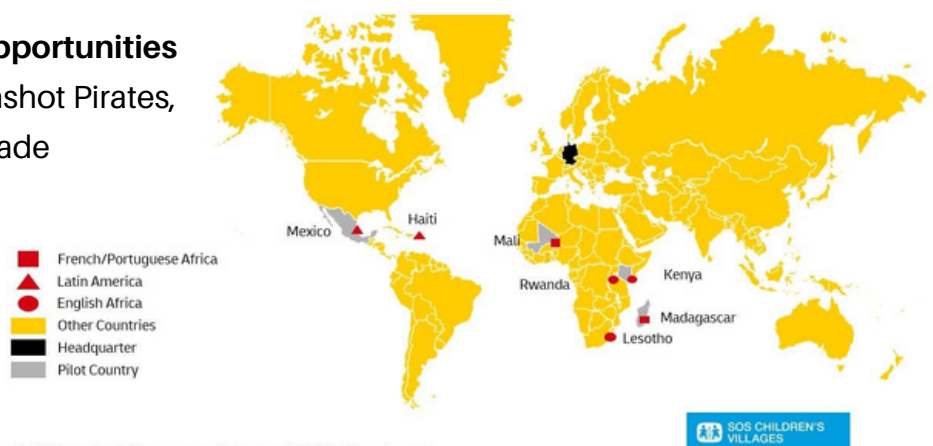 pportunities
shot Pirates,
ade
Mexico
Haiti
Mali
Rwanda
Kenya
Madagascar
Lesotho
French/Portuguese Africa
Latin America
English Africa
Other Countries
Headquarter
Pilot Country
SOS CHILDREN'S
VILLAGES